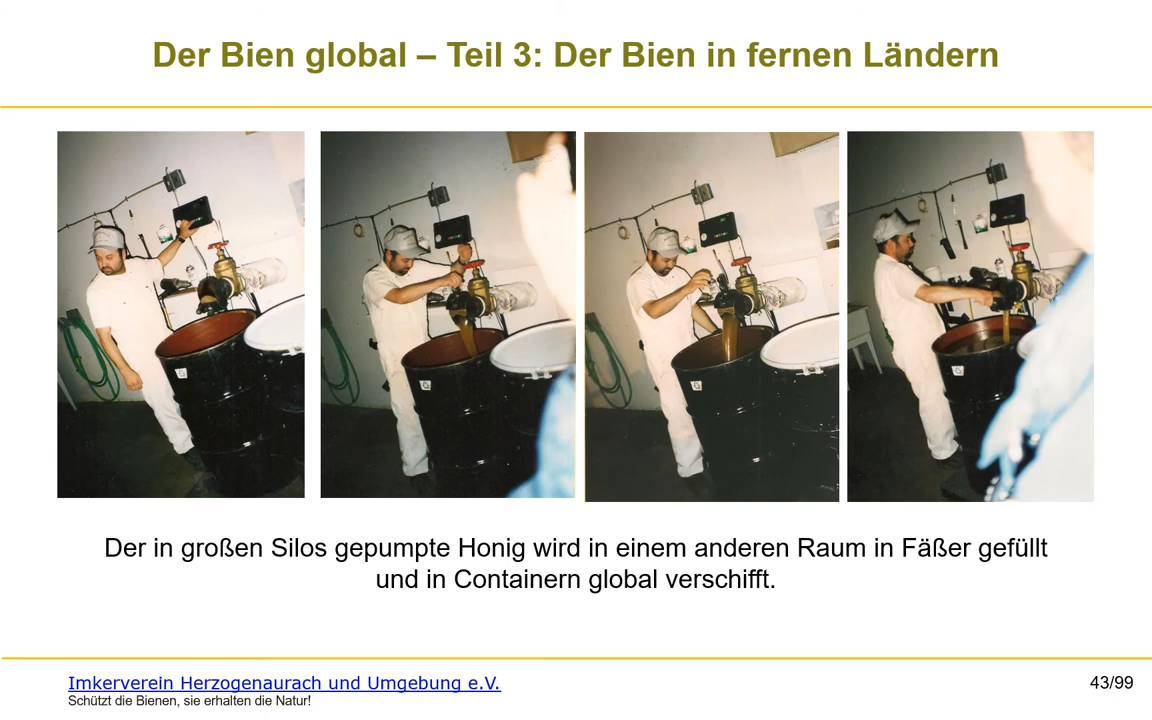 Der Bien global – Teil 3: Der Bien in fernen Ländern
Der in großen Silos gepumpte Honig wird in einem anderen Raum in Fäßer gefüllt
und in Containern global verschifft.
Imkerverein Herzogenaurach und Umgebung e.V.
Schützt die Bienen, sie erhalten die Natur!
43/99